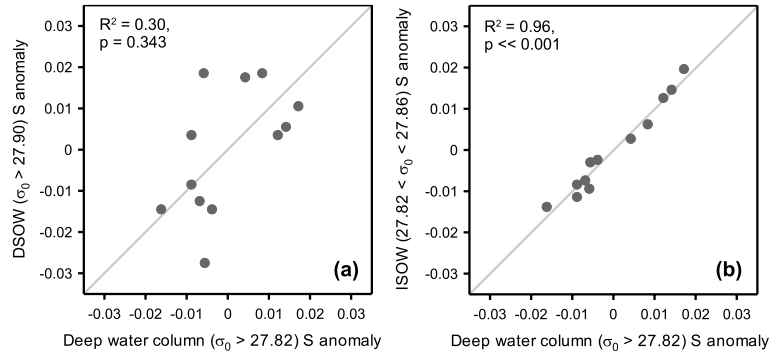 R² = 0.30,
p = 0.343
DSOW (σ₀ > 27.90) S anomaly
0.03
0.02
0.01
0
-0.01
-0.02
-0.03
(a)
-0.03 -0.02 -0.01 0 0.01 0.02 0.03
Deep water column (σ₀ > 27.82) S anomaly
R² = 0.96,
p << 0.001
ISOW (27.82 < σ₀ < 27.86) S anomaly
0.03
0.02
0.01
0
-0.01
-0.02
-0.03
(b)
-0.03 -0.02 -0.01 0 0.01 0.02 0.03
Deep water column (σ₀ > 27.82) S anomaly